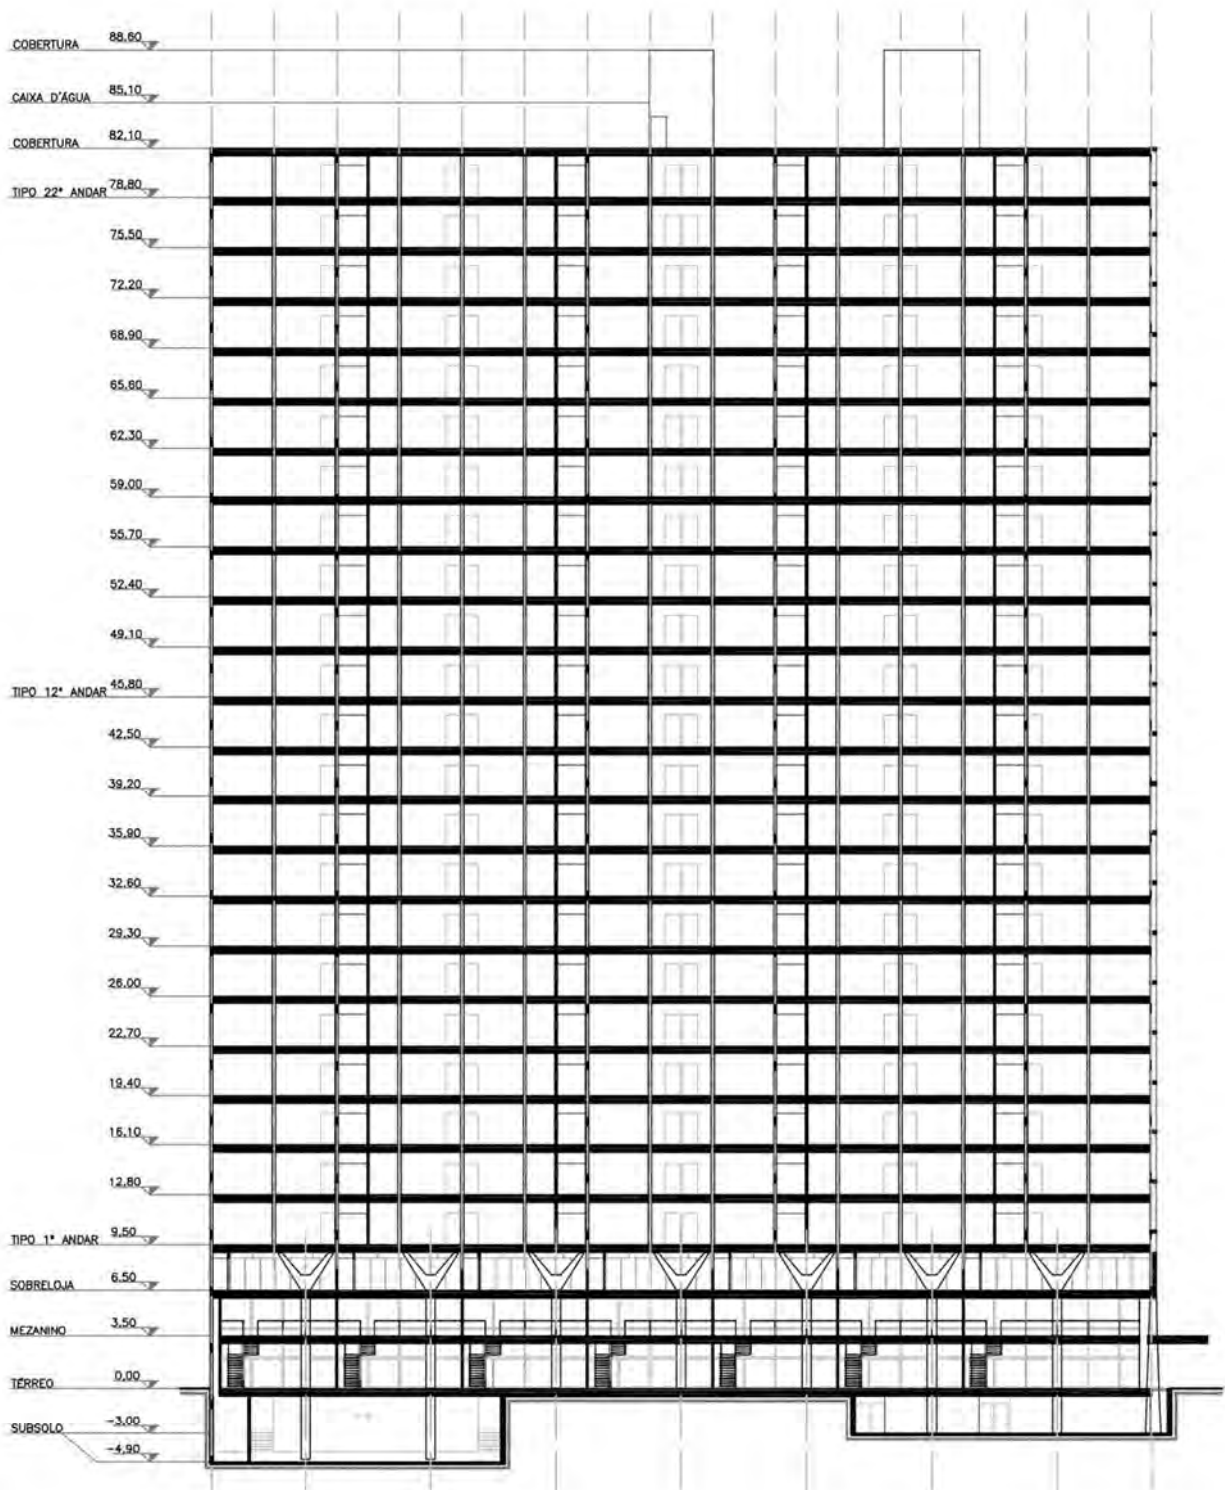 COBERTURA 88,60
CAIXA D'ÁGUA 85,10
COBERTURA 82,10
TIPO 22° ANDAR 78,80
75,50
72,20
68,90
65,60
62,30
59,00
55,70
52,40
49,10
TIPO 12° ANDAR 45,80
42,50
39,20
35,90
32,60
29,30
26,00
22,70
19,40
16,10
12,80
TIPO 1° ANDAR 9,50
SOBRELOJA 6,50
MEZANINO 3,50
TÉRREO 0,00
SUBSOLO -3,00
-4,90